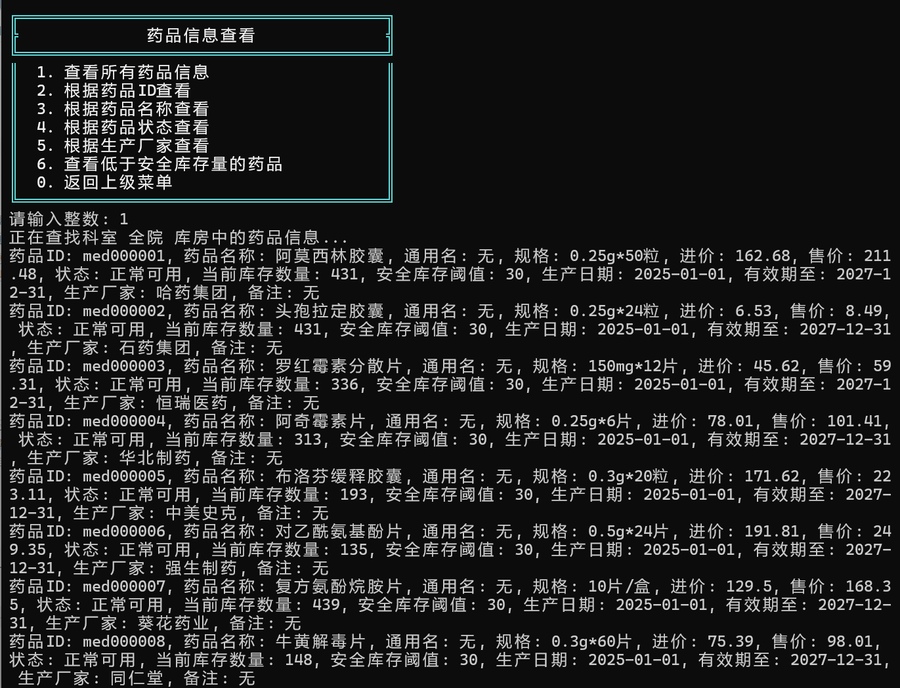 药品信息查看
1. 查看所有药品信息
2. 根据药品ID查看
3. 根据药品名称查看
4. 根据药品状态查看
5. 根据生产厂家查看
6. 查看低于安全库存量的药品
0. 返回上级菜单
请输入整数: 1
正在查找科室 全院 库房中的药品信息...
药品ID: med000001, 药品名称: 阿莫西林胶囊, 通用名: 无, 规格: 0.25g*50粒, 进价: 162.68, 售价: 211
.48, 状态: 正常可用, 当前库存数量: 431, 安全库存阈值: 30, 生产日期: 2025-01-01, 有效期至: 2027-1
2-31, 生产厂家: 哈药集团, 备注: 无
药品ID: med000002, 药品名称: 头孢拉定胶囊, 通用名: 无, 规格: 0.25g*24粒, 进价: 6.53, 售价: 8.49,
状态: 正常可用, 当前库存数量: 431, 安全库存阈值: 30, 生产日期: 2025-01-01, 有效期至: 2027-12-31
, 生产厂家: 石药集团, 备注: 无
药品ID: med000003, 药品名称: 罗红霉素分散片, 通用名: 无, 规格: 150mg*12片, 进价: 45.62, 售价: 59
.31, 状态: 正常可用, 当前库存数量: 336, 安全库存阈值: 30, 生产日期: 2025-01-01, 有效期至: 2027-1
2-31, 生产厂家: 恒瑞医药, 备注: 无
药品ID: med000004, 药品名称: 阿奇霉素片, 通用名: 无, 规格: 0.25g*6片, 进价: 78.01, 售价: 101.41,
状态: 正常可用, 当前库存数量: 313, 安全库存阈值: 30, 生产日期: 2025-01-01, 有效期至: 2027-12-31
, 生产厂家: 华北制药, 备注: 无
药品ID: med000005, 药品名称: 布洛芬缓释胶囊, 通用名: 无, 规格: 0.3g*20粒, 进价: 171.62, 售价: 22
3.11, 状态: 正常可用, 当前库存数量: 193, 安全库存阈值: 30, 生产日期: 2025-01-01, 有效期至: 2027-
12-31, 生产厂家: 中美史克, 备注: 无
药品ID: med000006, 药品名称: 对乙酰氨基酚片, 通用名: 无, 规格: 0.5g*24片, 进价: 191.81, 售价: 24
9.35, 状态: 正常可用, 当前库存数量: 135, 安全库存阈值: 30, 生产日期: 2025-01-01, 有效期至: 2027-
12-31, 生产厂家: 强生制药, 备注: 无
药品ID: med000007, 药品名称: 复方氨酚烷胺片, 通用名: 无, 规格: 10片/盒, 进价: 129.5, 售价: 168.3
5, 状态: 正常可用, 当前库存数量: 439, 安全库存阈值: 30, 生产日期: 2025-01-01, 有效期至: 2027-12-
31, 生产厂家: 葵花药业, 备注: 无
药品ID: med000008, 药品名称: 牛黄解毒片, 通用名: 无, 规格: 0.3g*60片, 进价: 75.39, 售价: 98.01,
状态: 正常可用, 当前库存数量: 148, 安全库存阈值: 30, 生产日期: 2025-01-01, 有效期至: 2027-12-31,
生产厂家: 同仁堂, 备注: 无